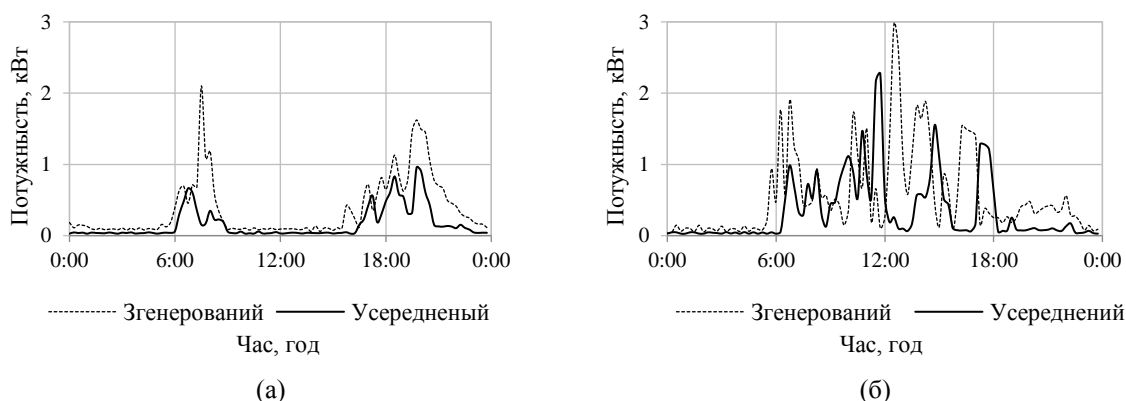 3
2
1
0
Потужнысть, кВт
0:00 6:00 12:00 18:00 0:00
Згенерований Усередненый
Час, год
(а)
3
2
1
0
Потужнысть, кВт
0:00 6:00 12:00 18:00 0:00
Згенерований Усереднений
Час, год
(б)